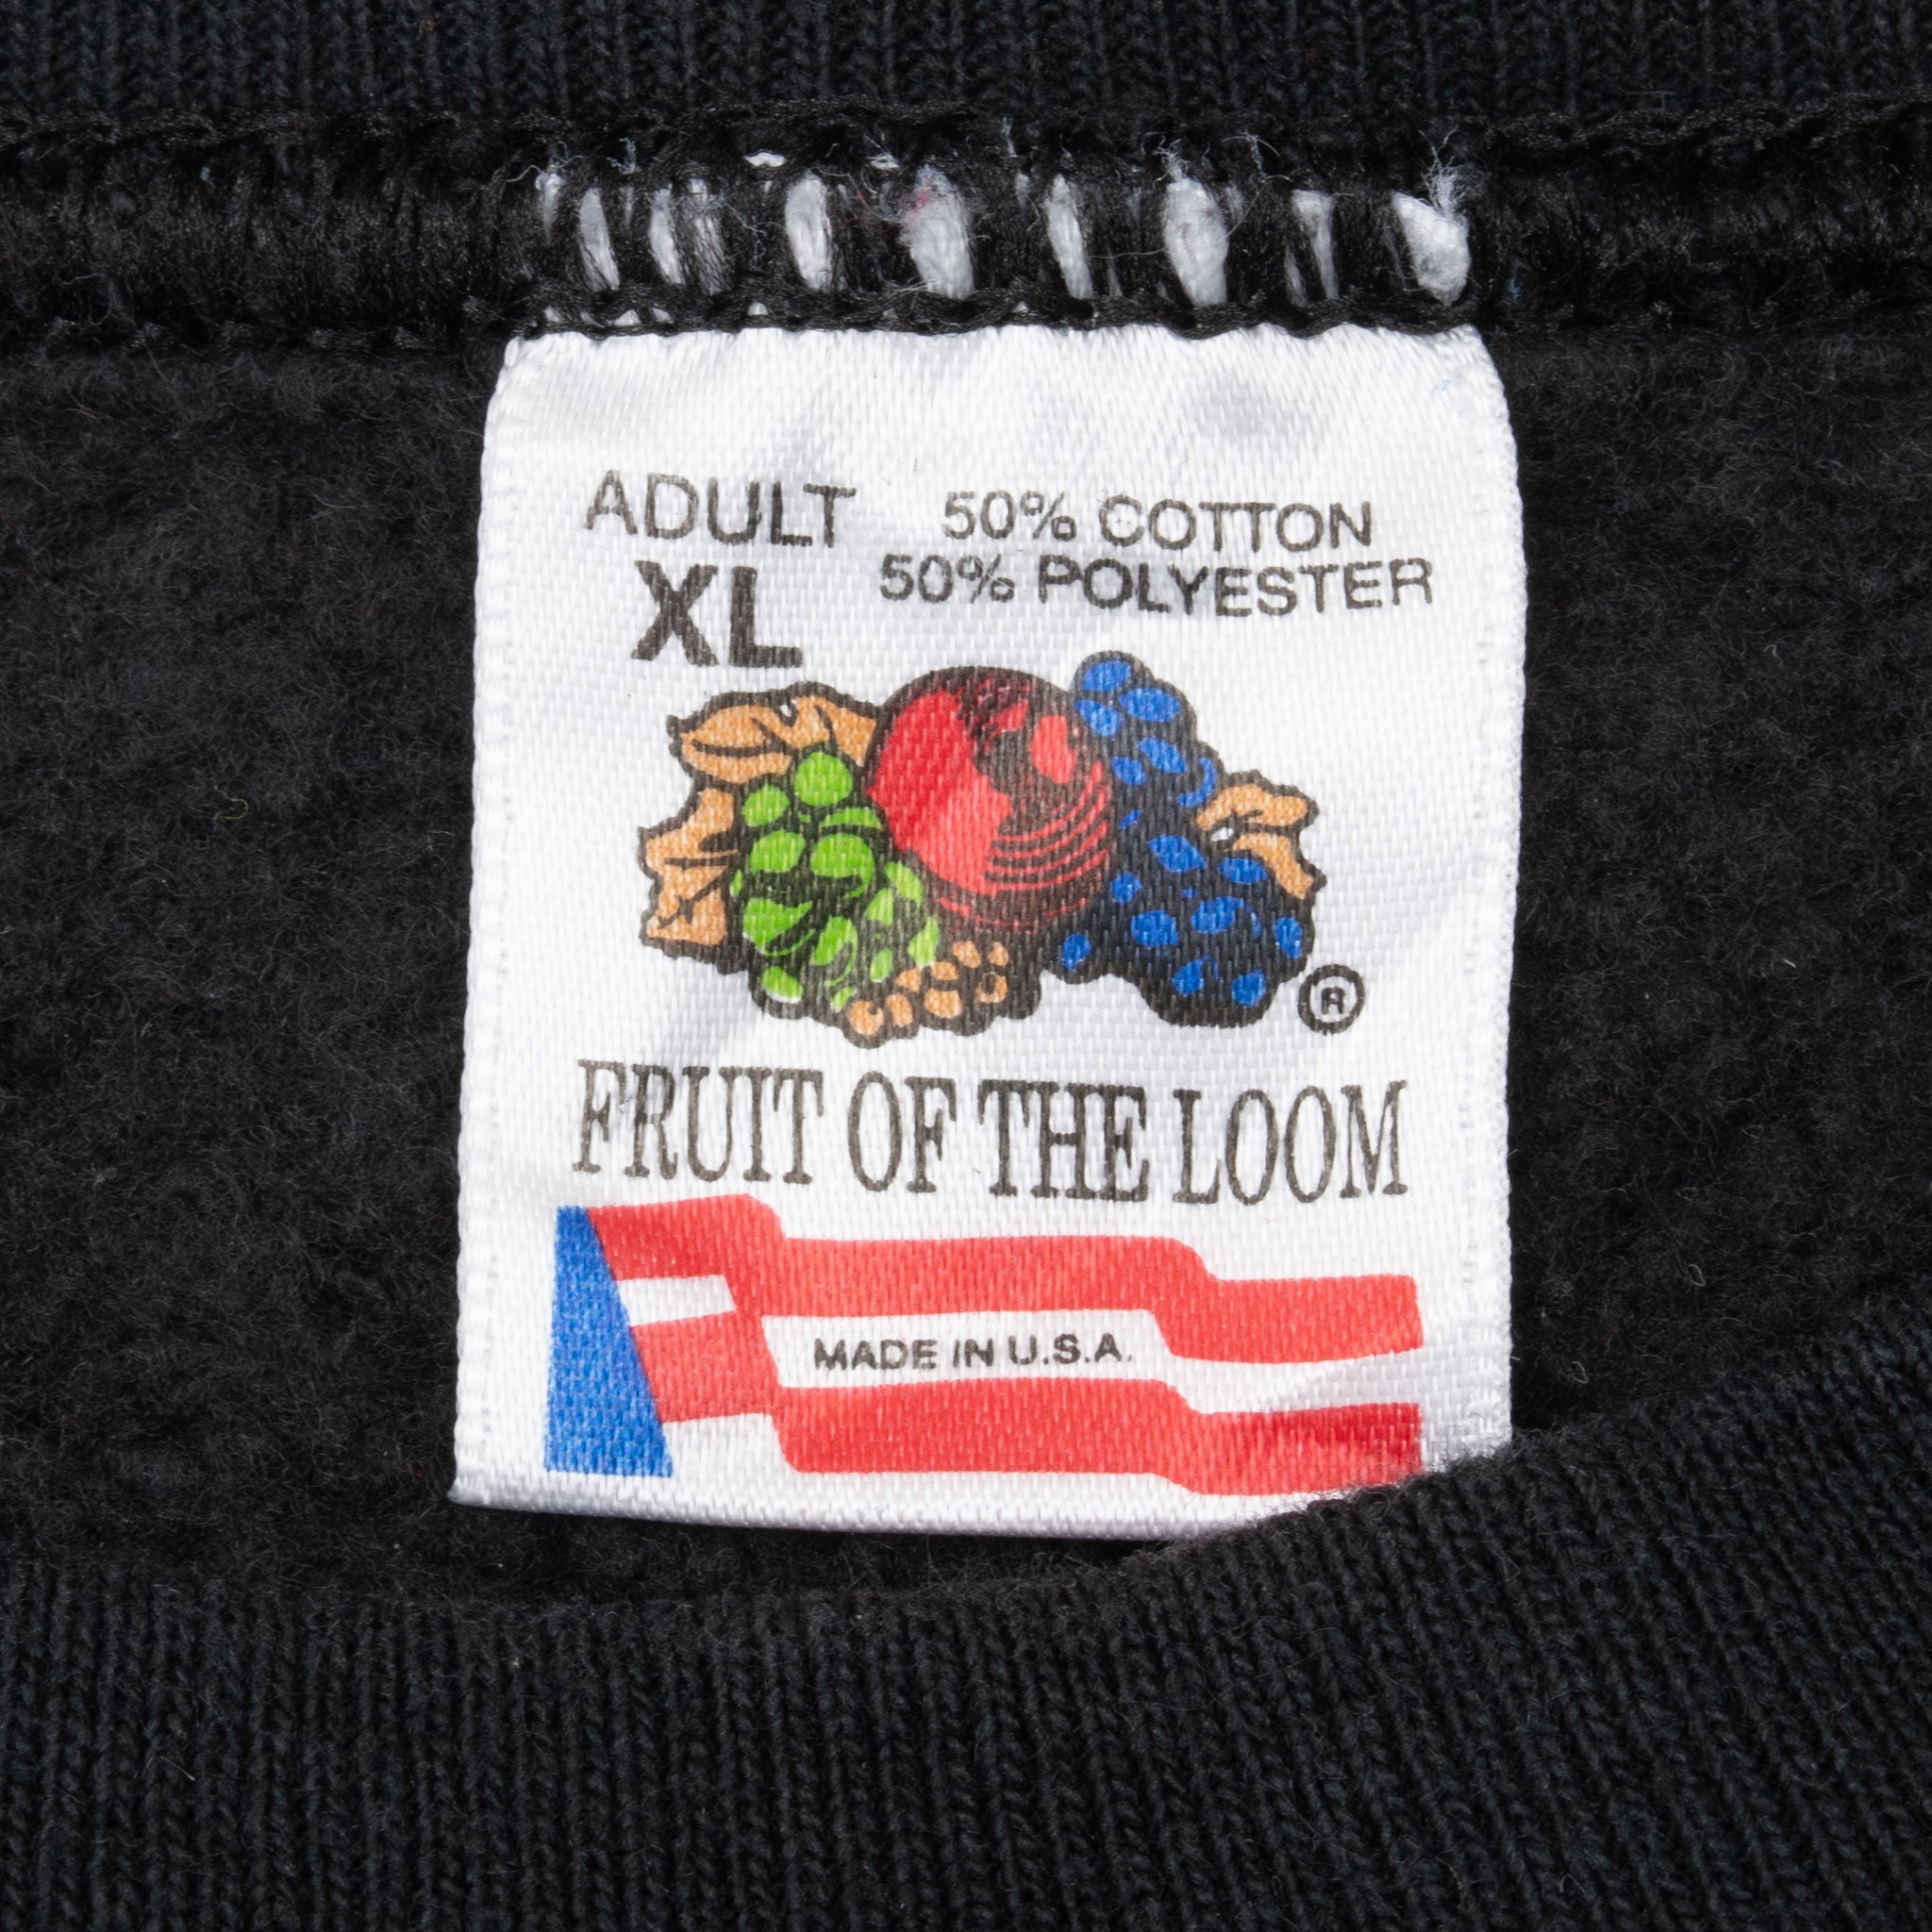 ADULT
XL
50% COTTON
50% POLYESTER
®
FRUIT OF THE LOOM
MADE IN U.S.A.